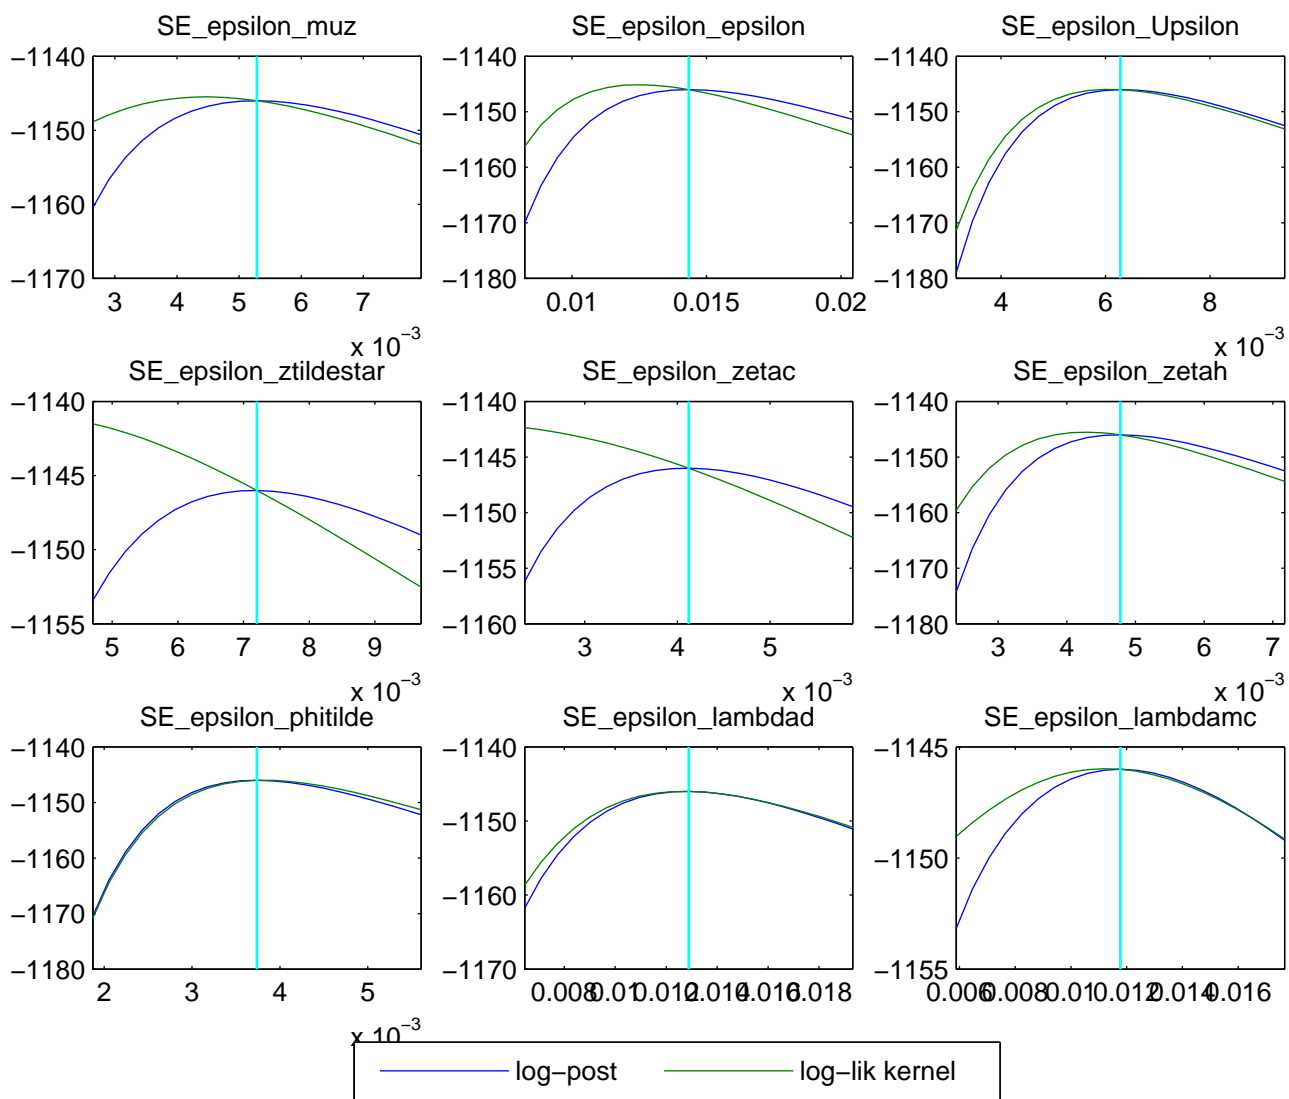 SE_epsilon_muz
−1140
−1150
−1160
−1170
3 4 5 6 7
x 10−3
SE_epsilon_epsilon
−1140
−1150
−1160
−1170
−1180
0.01 0.015 0.02
SE_epsilon_Upsilon
−1140
−1150
−1160
−1170
−1180
4 6 8
x 10−3
SE_epsilon_ztildestar
−1140
−1145
−1150
−1155
5 6 7 8 9
x 10−3
SE_epsilon_zetac
−1140
−1145
−1150
−1155
−1160
3 4 5
x 10−3
SE_epsilon_zetah
−1140
−1150
−1160
−1170
−1180
3 4 5 6 7
x 10−3
SE_epsilon_phitilde
−1140
−1150
−1160
−1170
−1180
2 3 4 5
x 10−3
SE_epsilon_lambdad
−1140
−1150
−1160
−1170
0.008 0.01 0.012 0.014 0.016 0.018
SE_epsilon_lambdamc
−1145
−1150
−1155
0.006 0.008 0.01 0.012 0.014 0.016
log−post log−lik kernel